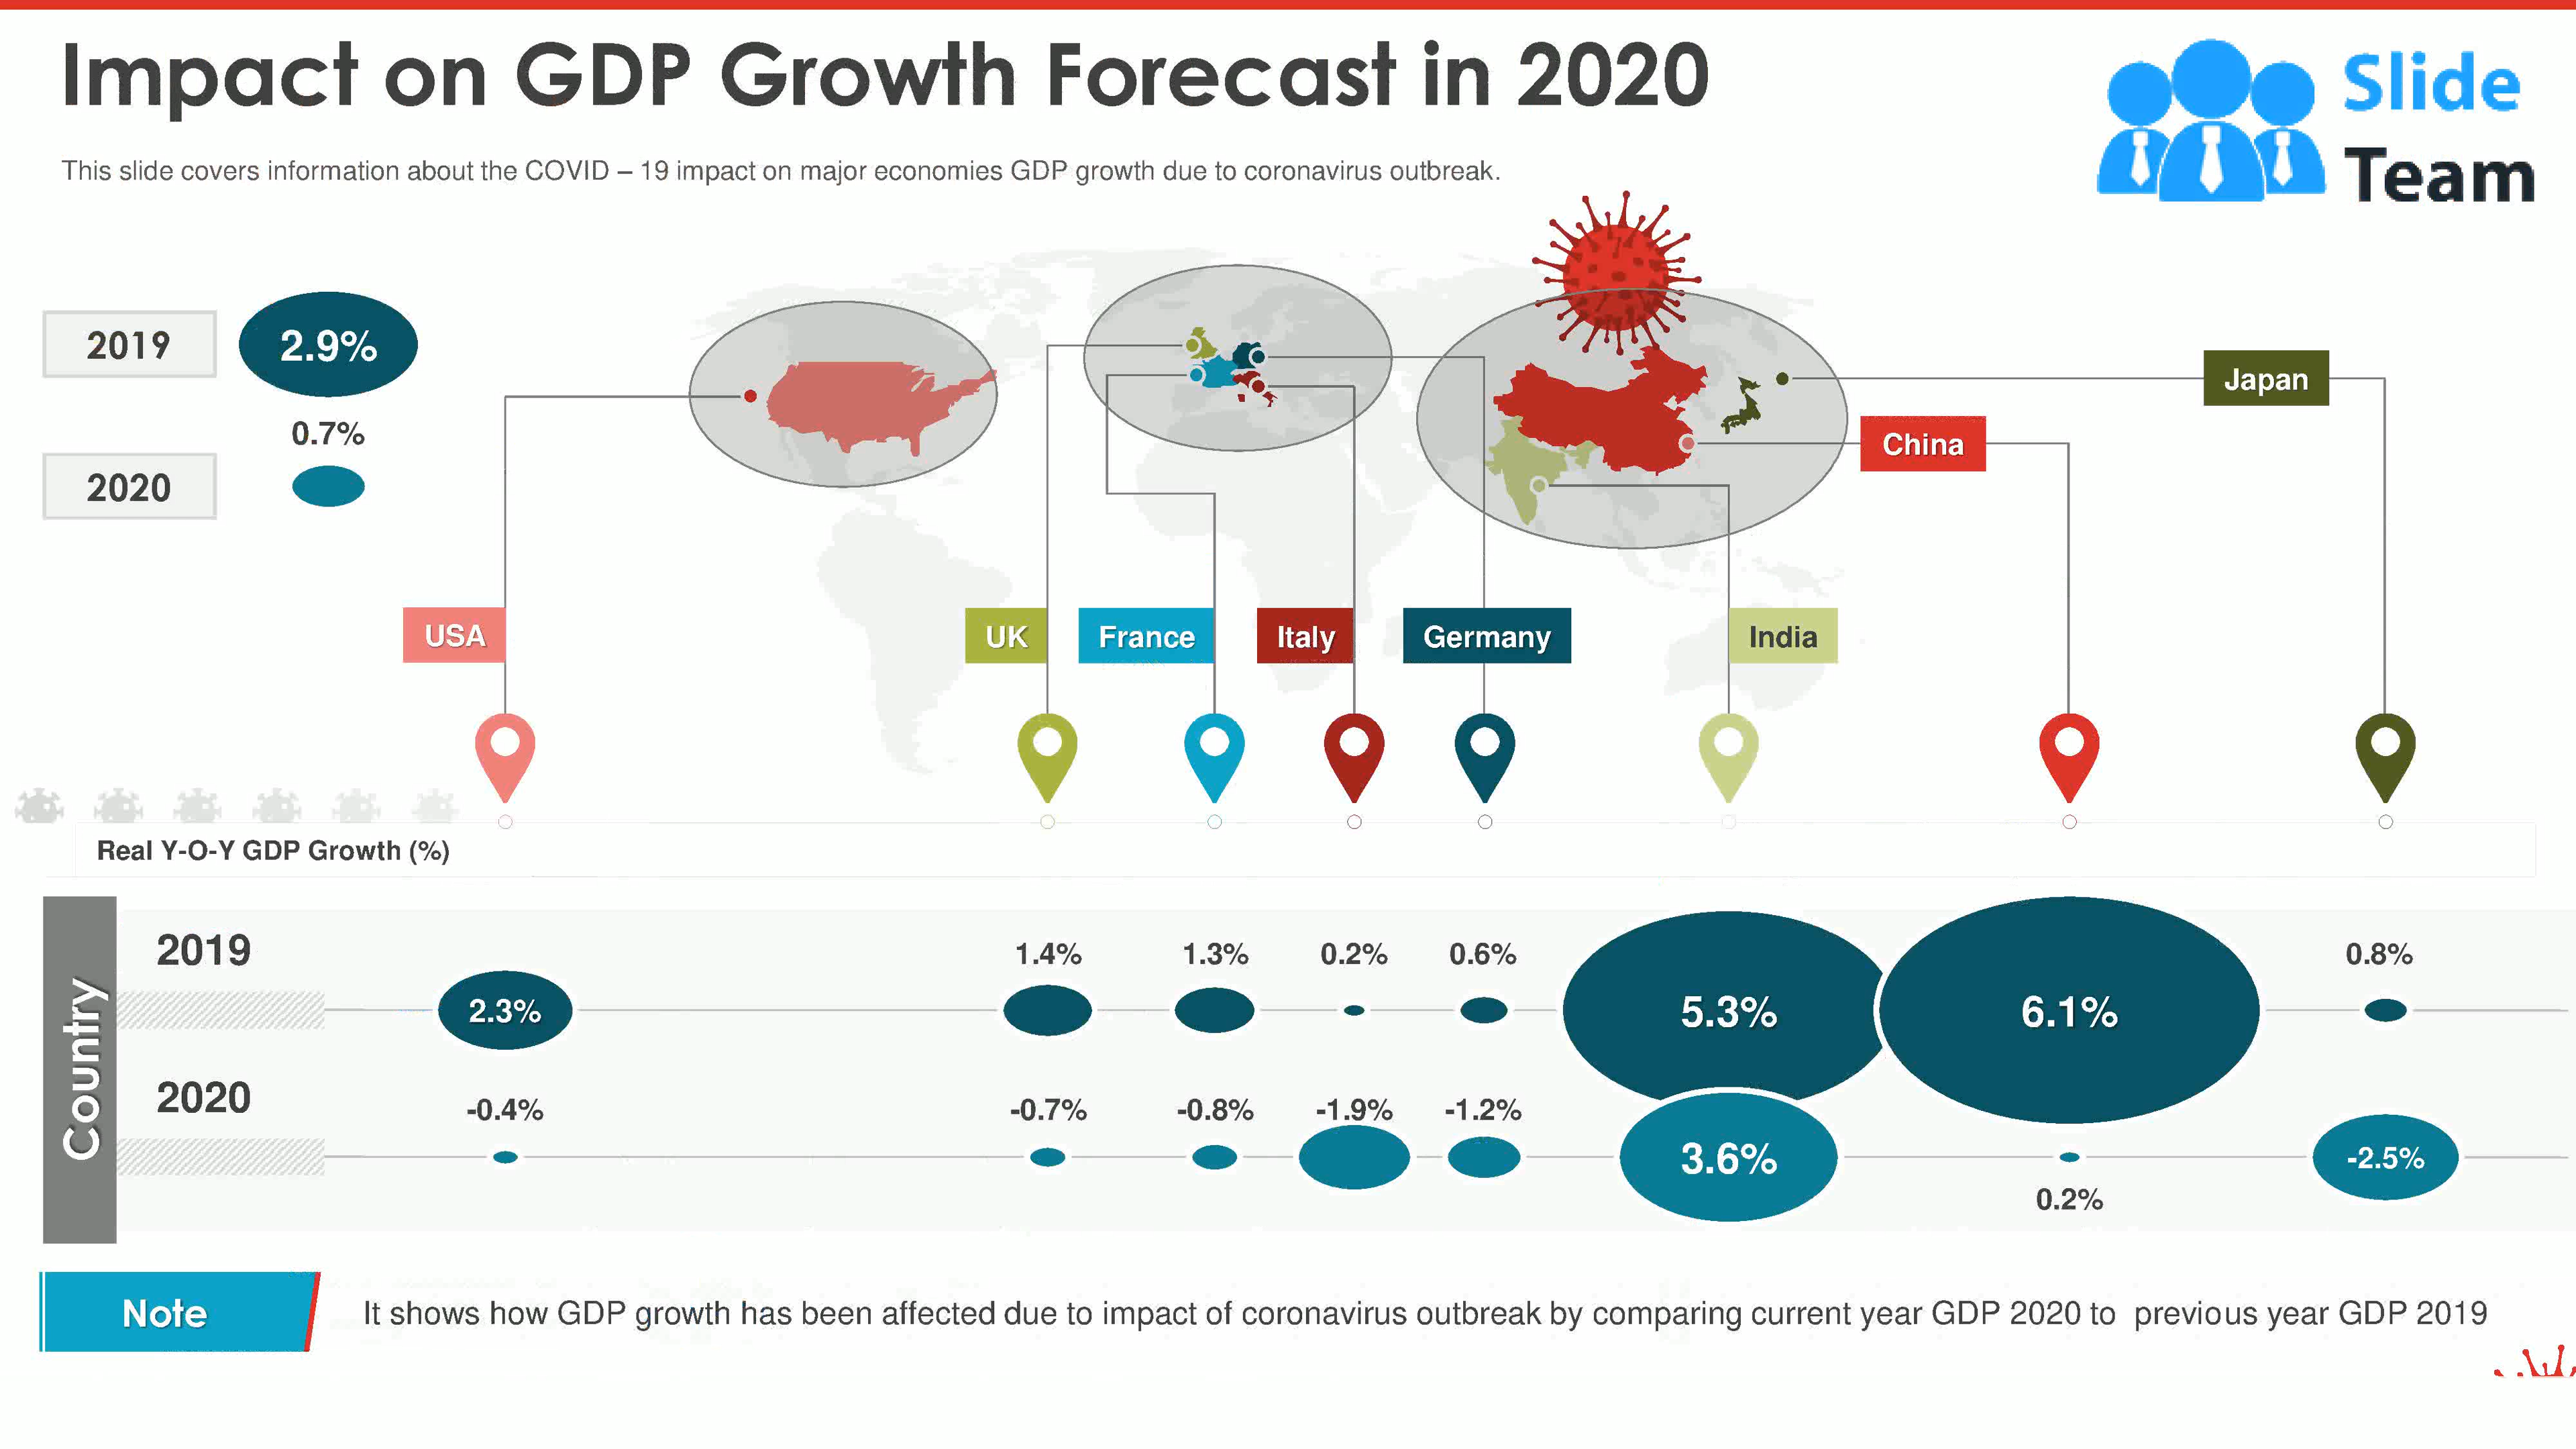 Impact on GDP Growth Forecast in 2020
Slide
Team
This slide covers information about the COVID – 19 impact on major economies GDP growth due to coronavirus outbreak.
2019
2.9%
0.7%
2020
Japan
China
USA
UK
France
Italy
Germany
India
Real Y-O-Y GDP Growth (%)
Country
2019
2.3%
1.4%
1.3%
0.2%
0.6%
5.3%
6.1%
0.8%
2020
-0.4%
-0.7%
-0.8%
-1.9%
-1.2%
3.6%
0.2%
-2.5%
Note
It shows how GDP growth has been affected due to impact of coronavirus outbreak by comparing current year GDP 2020 to previous year GDP 2019